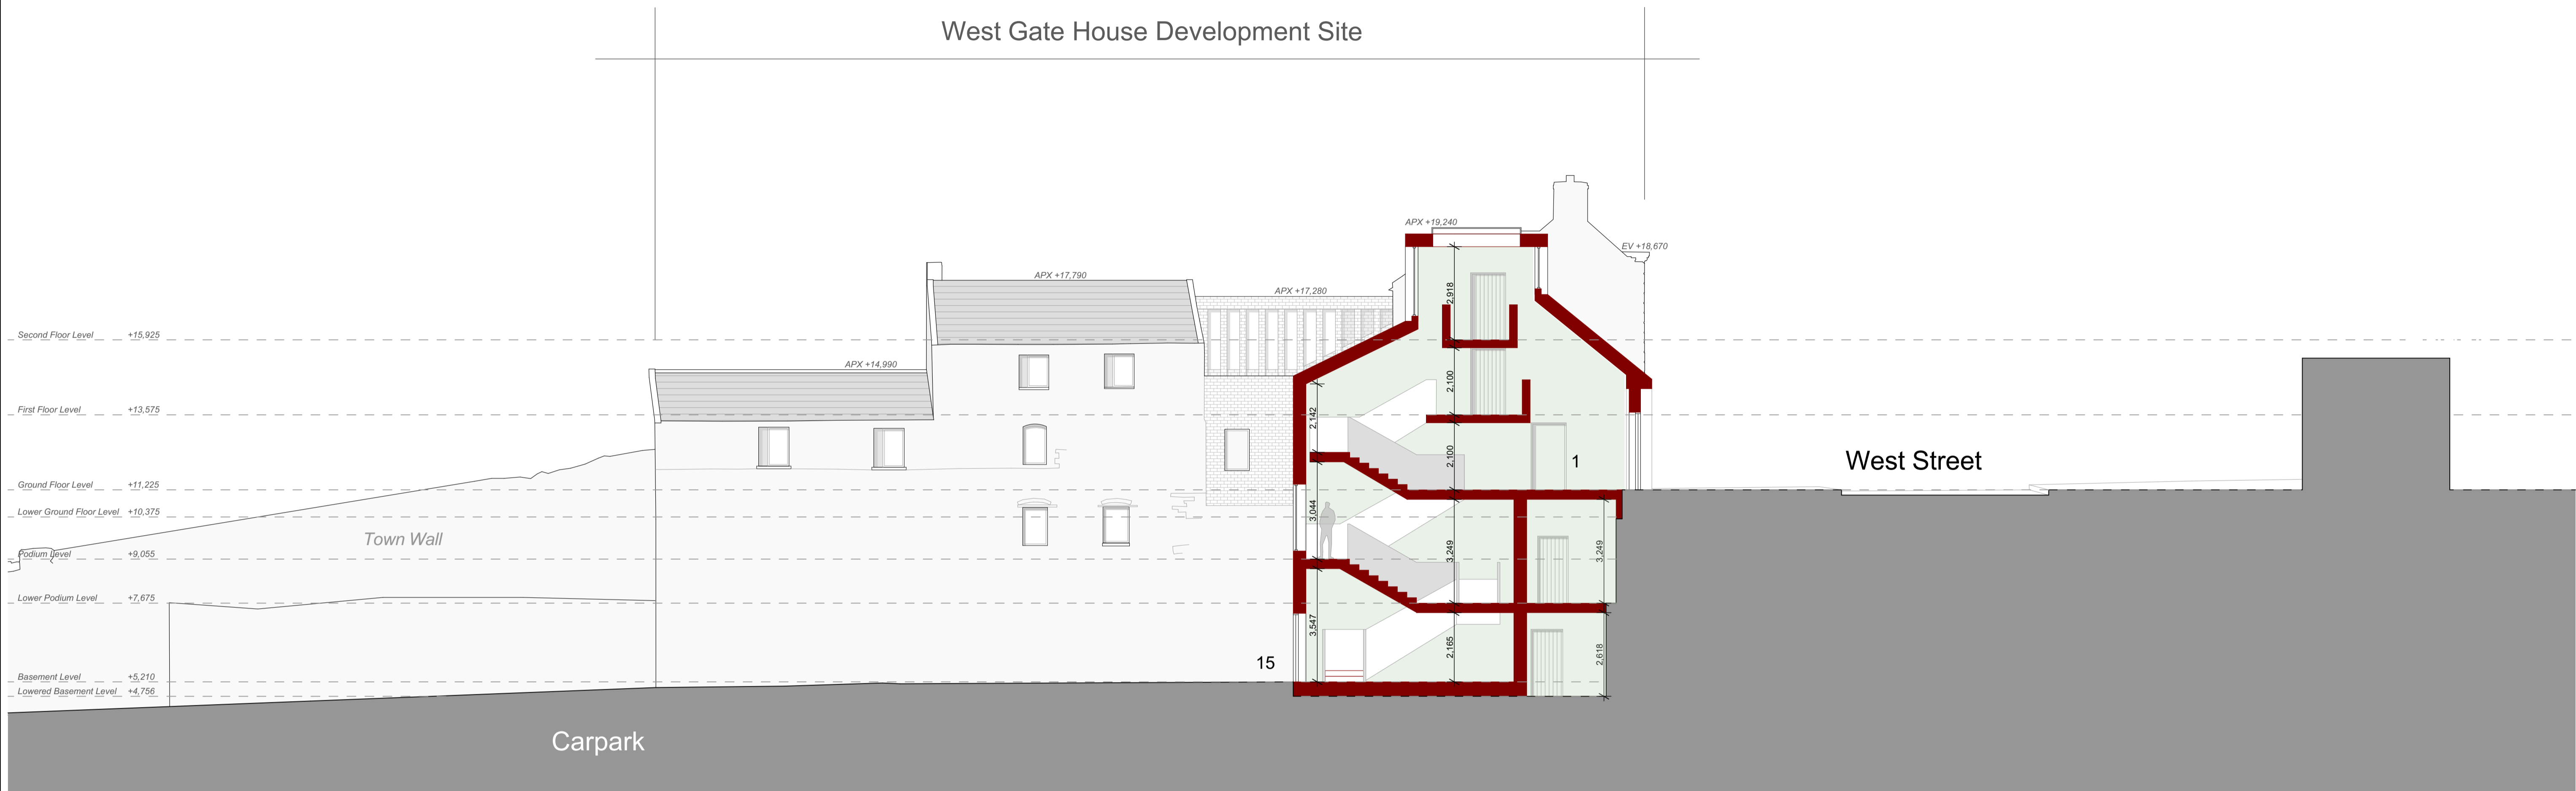 West Gate House Development Site
APX +19,240
EV +18,670
APX +17,790
APX +17,280
2,918
Second Floor Level +15,925
APX +14,990
2,100
First Floor Level +13,575
2,142
2,100
1
West Street
Ground Floor Level +11,225
Lower Ground Floor Level +10,375
3,044
Town Wall
3,249
3,249
Podium Level +9,055
Lower Podium Level +7,675
3,547
2,165
2,618
15
Basement Level +5,210
Lowered Basement Level +4,756
Carpark